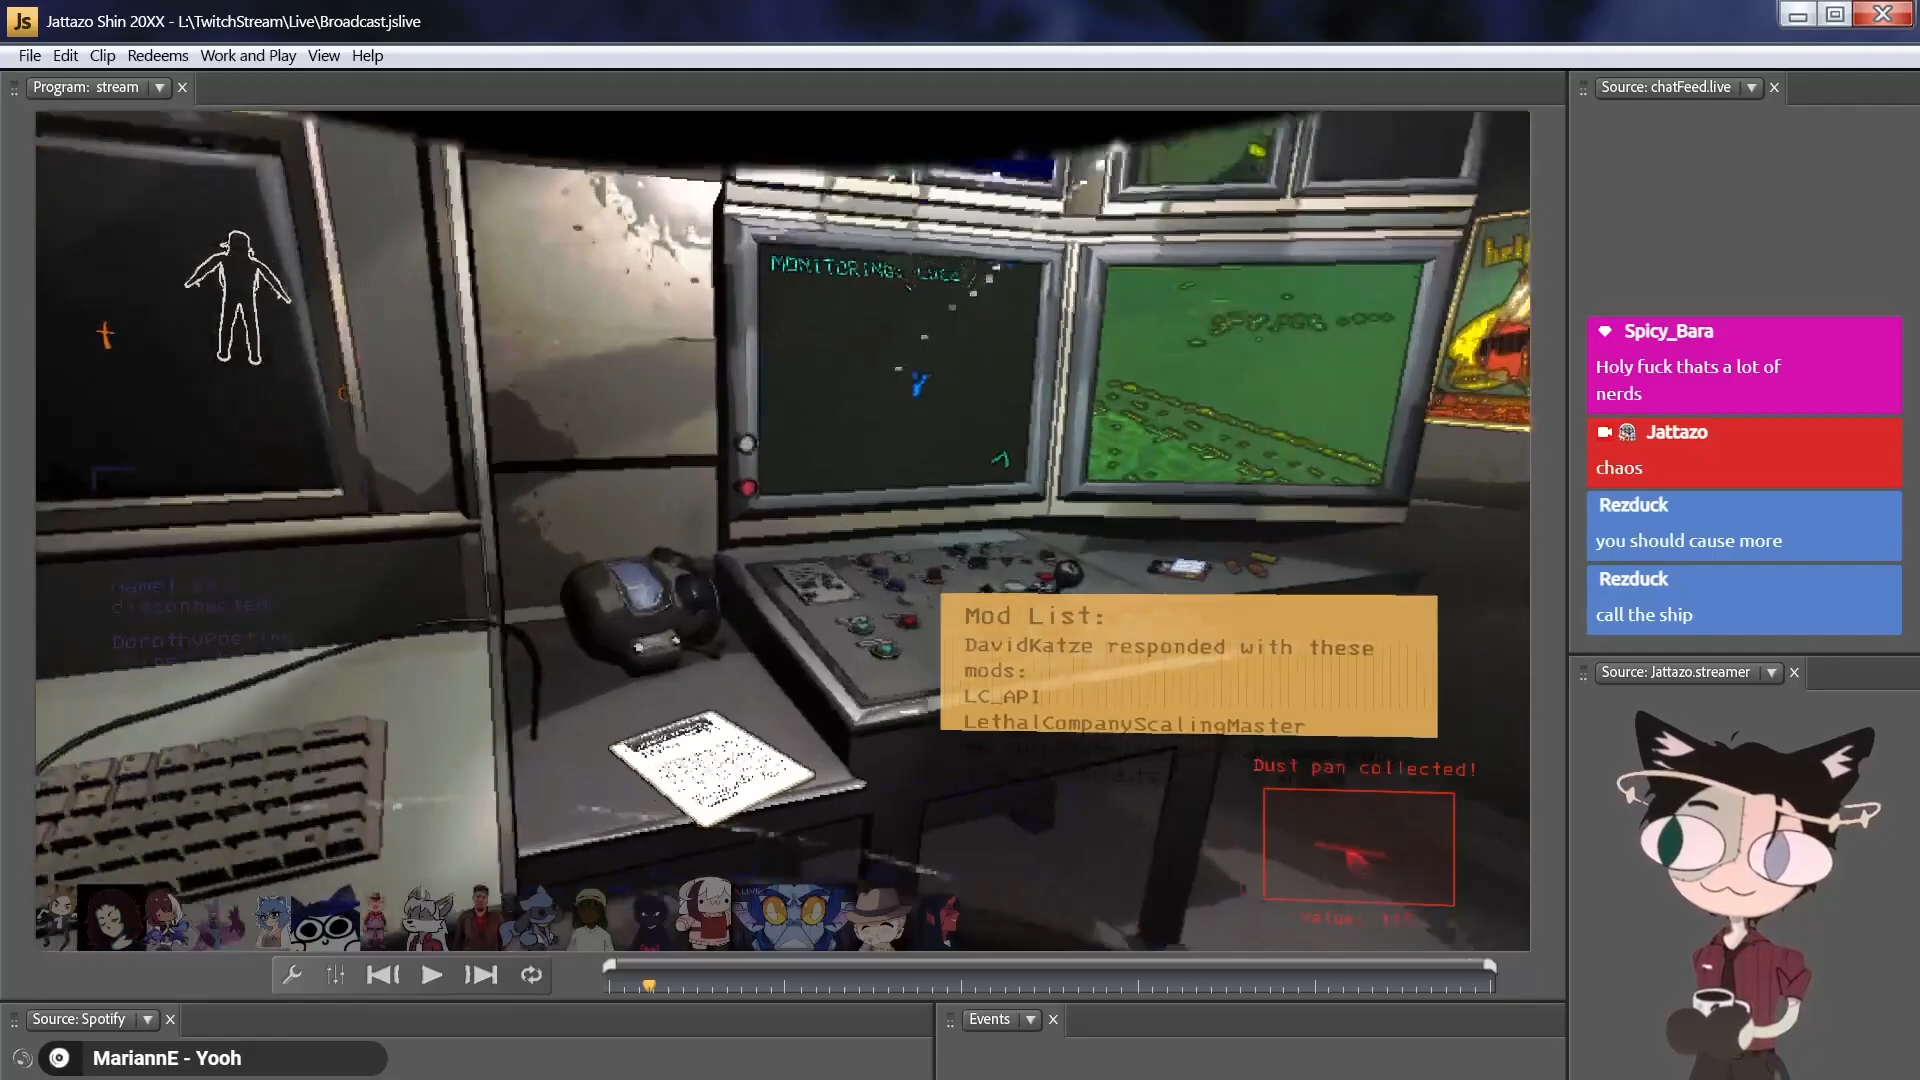 Js Jattazo Shin 20XX - L:\TwitchStream\Live\Broadcast.jslive
File Edit Clip Redeems Work and Play View Help
Program: stream
Source: chatFeed.live
MONITORING:
Spicy_Bara
Holy fuck thats a lot of
nerds
Jattazo
chaos
Rezduck
you should cause more
Rezduck
call the ship
disconnected
Mod List:
DavidKatze responded with these
mods:
LC_API
LethalCompanyScalingMaster
Dust pan collected!
Value:
Source: Jattazo.streamer
Source: Spotify
Events
MariannE - Yooh